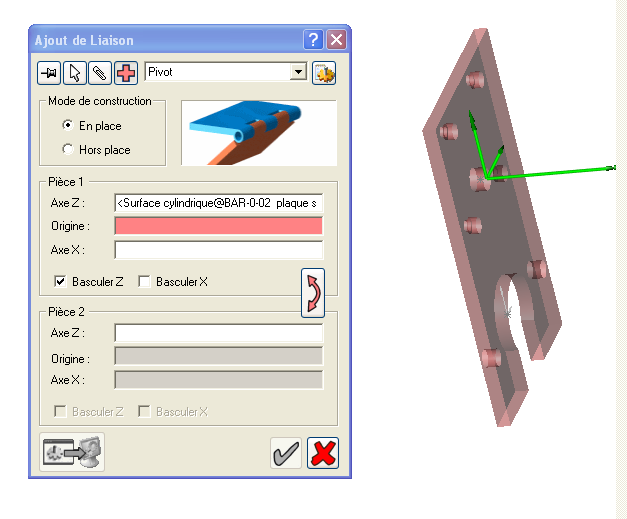 Ajout de Liaison
Pivot
Mode de construction
En place
Hors place
Pièce 1
Axe Z :
<Surface cylindrique@BAR-0-02 plaque s
Origine :
Axe X :
Basculer Z
Basculer X
Pièce 2
Axe Z :
Origine :
Axe X :
Basculer Z
Basculer X